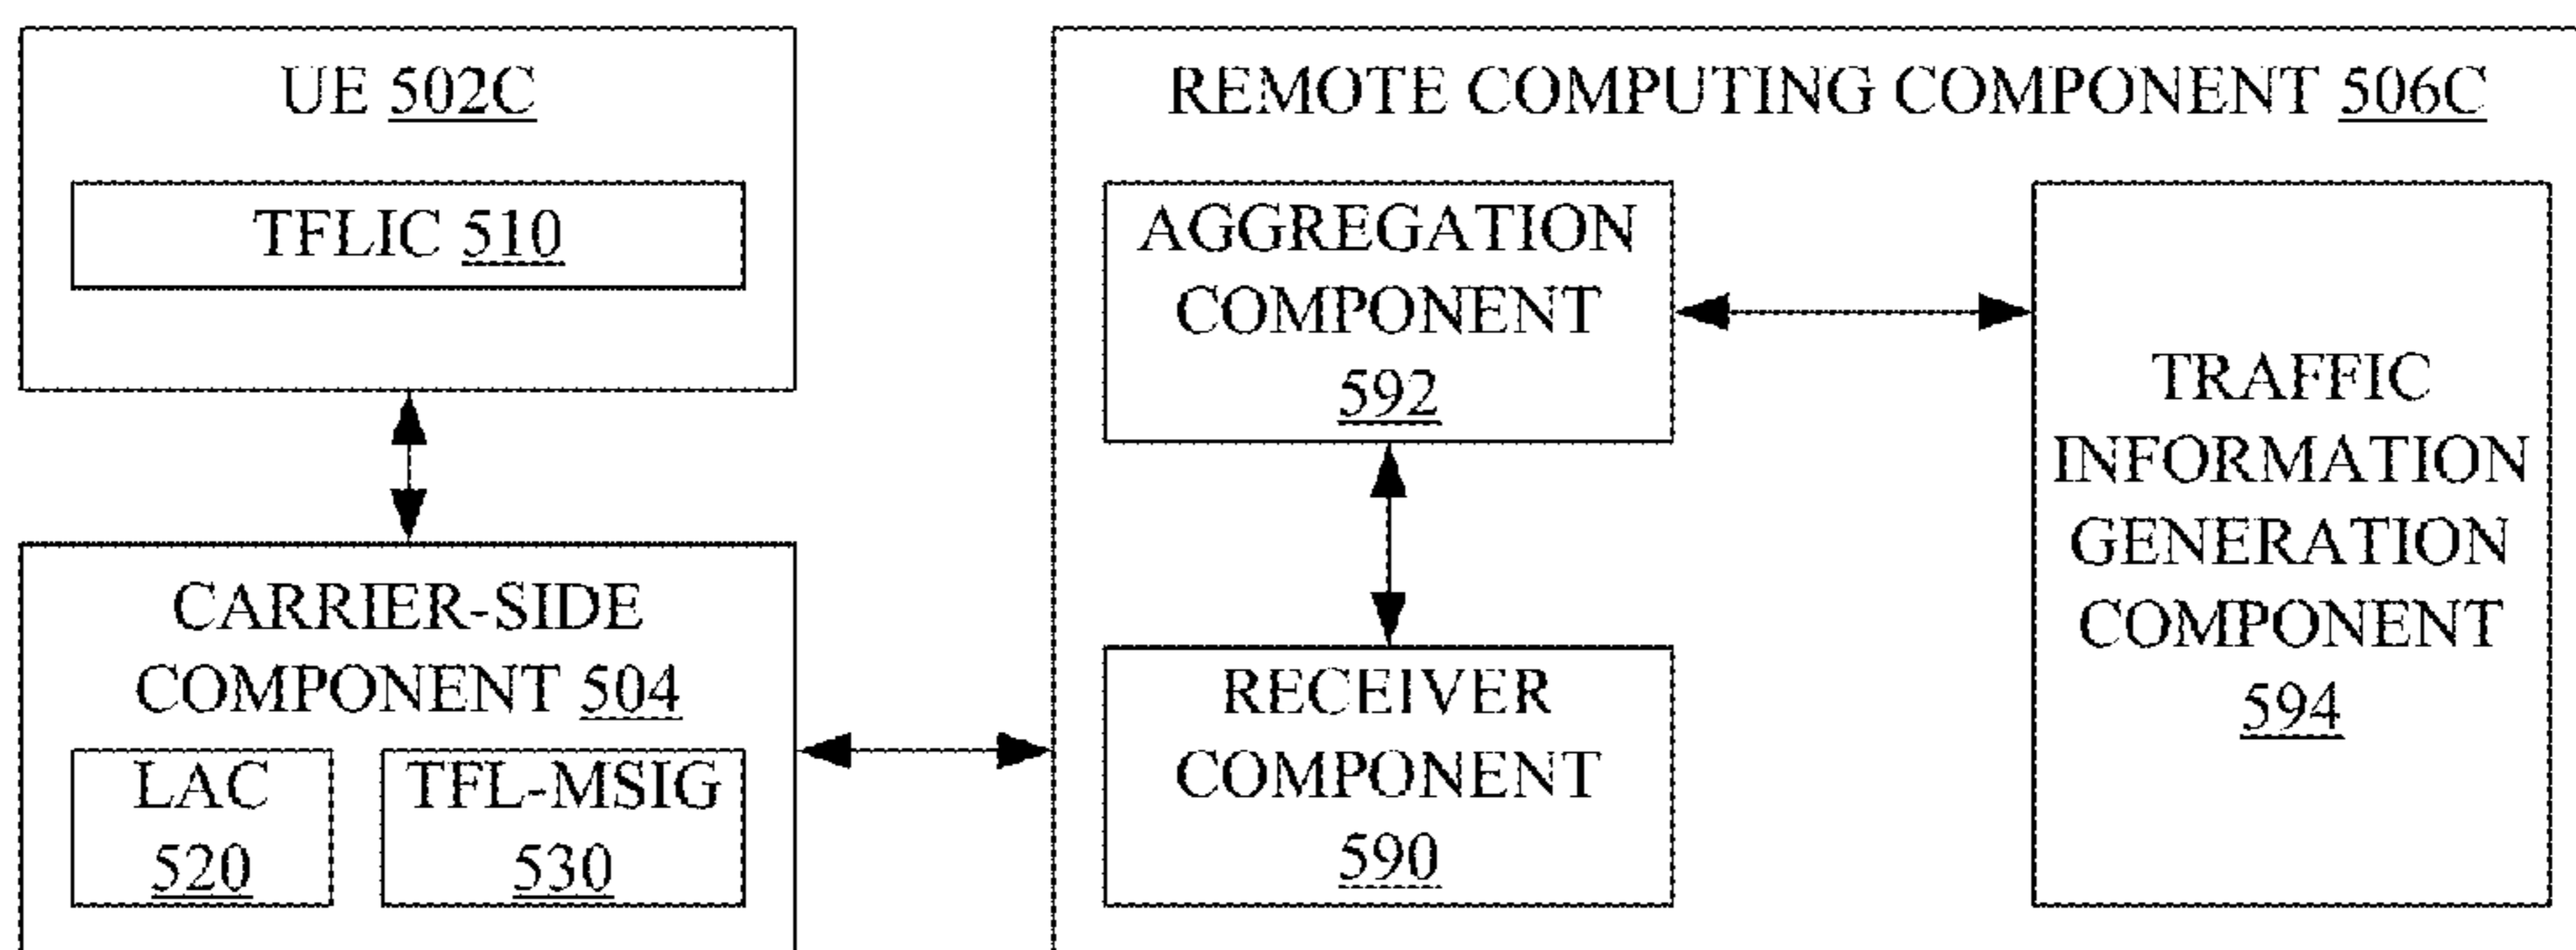 UE 502C
TFLIC 510
CARRIER-SIDE
COMPONENT 504
LAC
520
TFL-MSIG
530
REMOTE COMPUTING COMPONENT 506C
AGGREGATION
COMPONENT
592
RECEIVER
COMPONENT
590
TRAFFIC
INFORMATION
GENERATION
COMPONENT
594